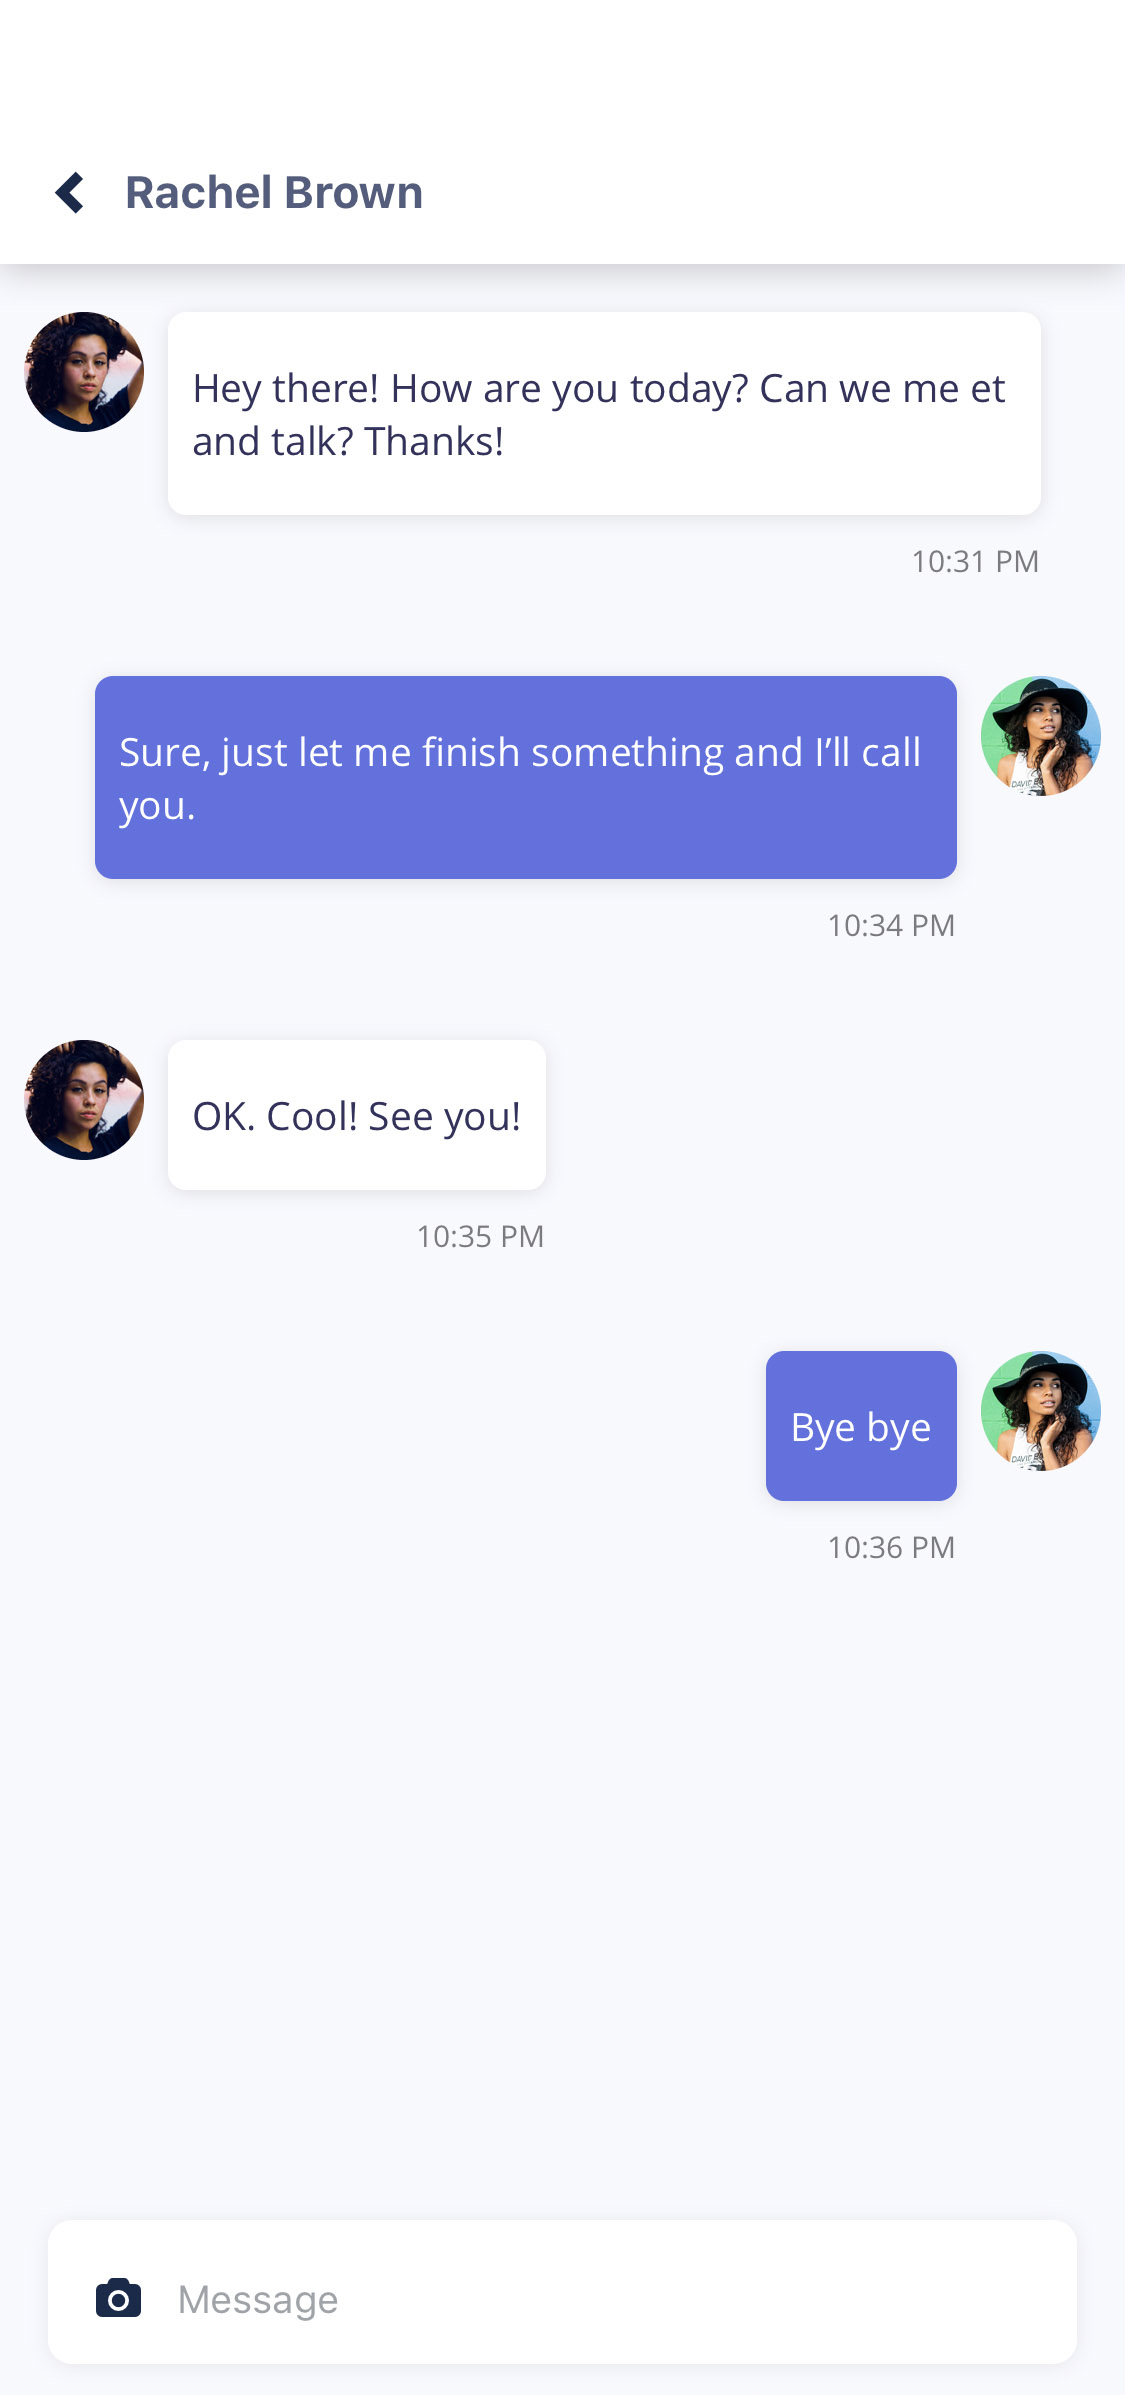 Rachel Brown
Hey there! How are you today? Can we me et
and talk? Thanks!
10:31 PM
Sure, just let me finish something and I’ll call
you.
10:34 PM
OK. Cool! See you!
10:35 PM
Bye bye
10:36 PM
Message